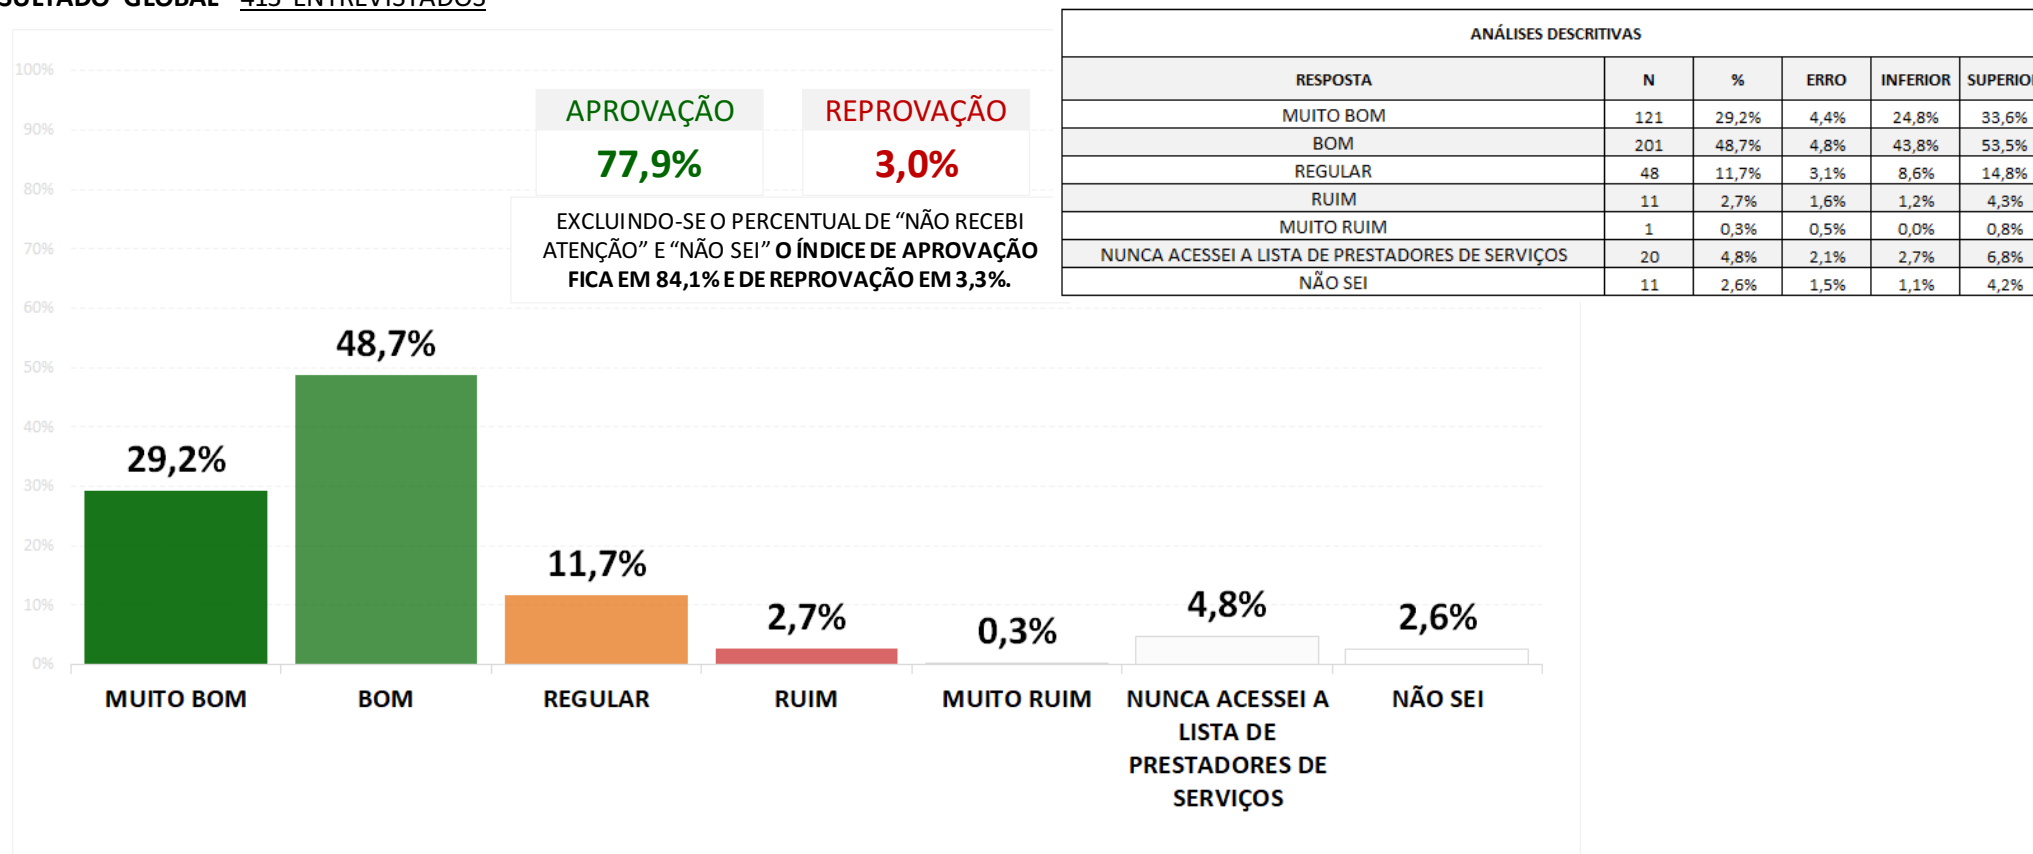 GLOBAL
ANÁLISES DESCRITIVAS
RESPOSTA N % ERRO INFERIOR
MUITO BOM 121 29,2% 4,4% 24,8% 33,6%
BOM 201 48,7% 4,8% 43,8% 53,5%
REGULAR 48 11,7% 3,1% 8,6% 14,8%
RUIM 11 2,7% 1,6% 1,2% 4,3%
MUITO RUIM 1 0,3% 0,5% 0,0% 0,8%
NUNCA ACESSEI A LISTA DE PRESTADORES DE SERVIÇOS 20 4,8% 2,1% 2,7% 6,8%
NÃO SEI 11 2,6% 1,5% 1,1% 4,2%
APROVAÇÃO REPROVAÇÃO
77,9% 3,0%
EXCLUINDO-SE O PERCENTUAL DE “NÃO RECEBI
ATENÇÃO” E “NÃO SEI” O ÍNDICE DE APROVAÇÃO
FICA EM 84,1% E DE REPROVAÇÃO EM 3,3%.
100%
90%
80%
70%
60%
50%
40%
30%
20%
10%
0%
29,2%
48,7%
11,7%
2,7%
0,3%
4,8%
2,6%
MUITO BOM
BOM
REGULAR
RUIM
MUITO RUIM
NUNCA ACESSEI A
LISTA DE
PRESTADORES DE
SERVIÇOS
NÃO SEI